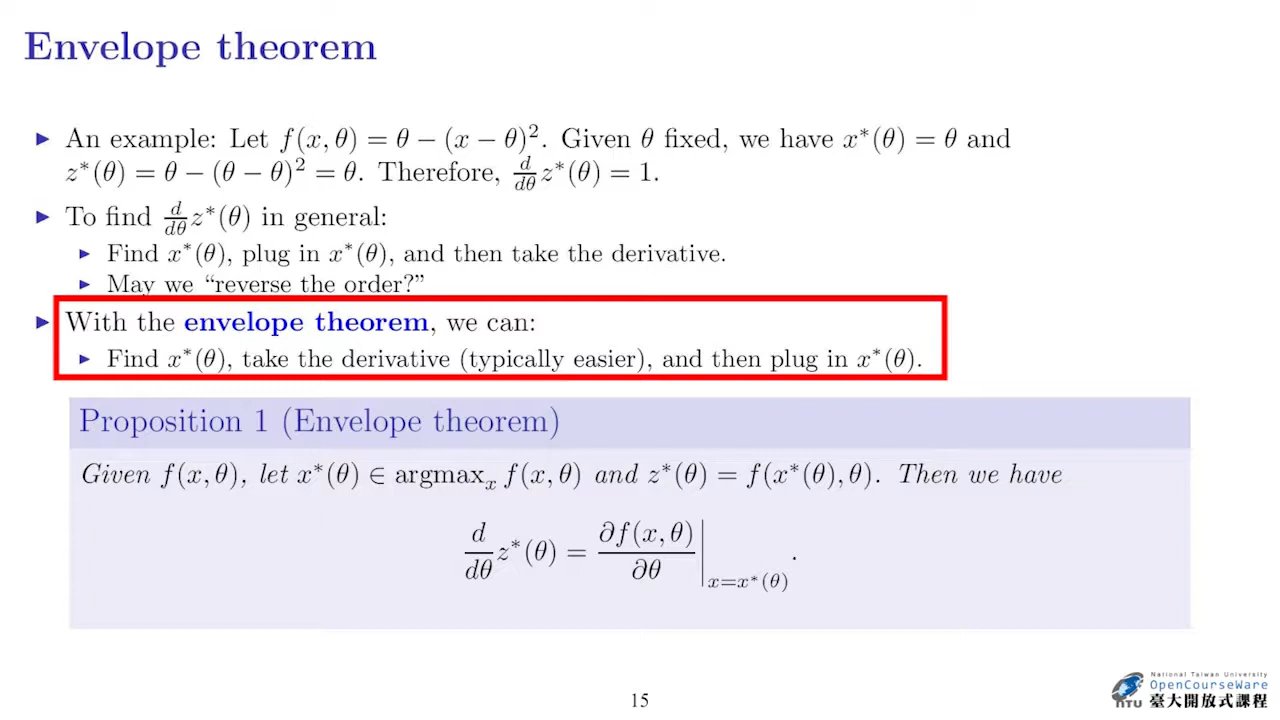 Envelope theorem
▶ An example: Let f(x, θ) = θ − (x − θ)². Given θ fixed, we have x*(θ) = θ and
z*(θ) = θ − (θ − θ)² = θ. Therefore, d/dθ z*(θ) = 1.
▶ To find d/dθ z*(θ) in general:
▶ Find x*(θ), plug in x*(θ), and then take the derivative.
▶ May we “reverse the order?”
▶ With the envelope theorem, we can:
▶ Find x*(θ), take the derivative (typically easier), and then plug in x*(θ).
Proposition 1 (Envelope theorem)
Given f(x, θ), let x*(θ) ∈ argmaxₓ f(x, θ) and z*(θ) = f(x*(θ), θ). Then we have
d/dθ z*(θ) = ∂f(x, θ)/∂θ |x=x*(θ) .
15
National Taiwan University
OpenCourseWare
NTU 臺大開放式課程